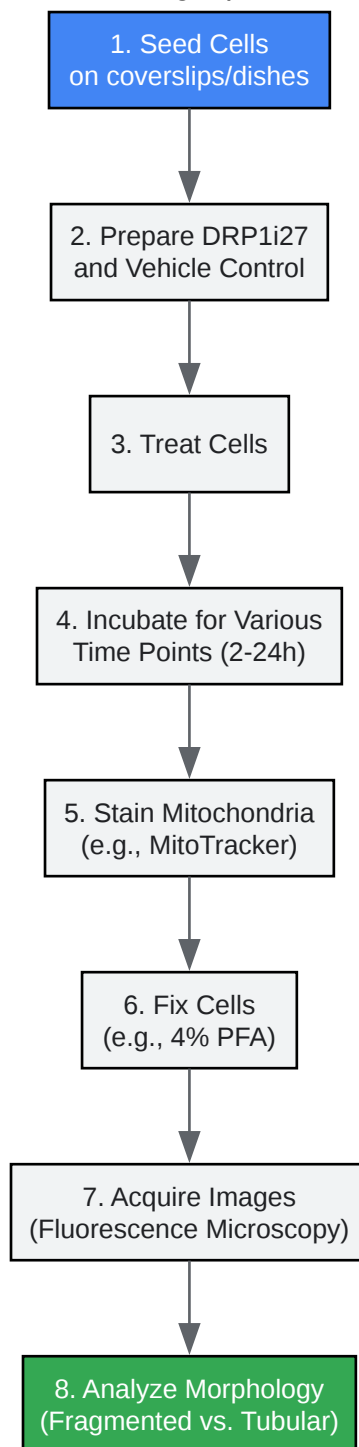 1. Seed Cells
on coverslips/dishes
2. Prepare DRP1i27
and Vehicle Control
3. Treat Cells
4. Incubate for Various
Time Points (2-24h)
5. Stain Mitochondria
(e.g., MitoTracker)
6. Fix Cells
(e.g., 4% PFA)
7. Acquire Images
(Fluorescence Microscopy)
8. Analyze Morphology
(Fragmented vs. Tubular)